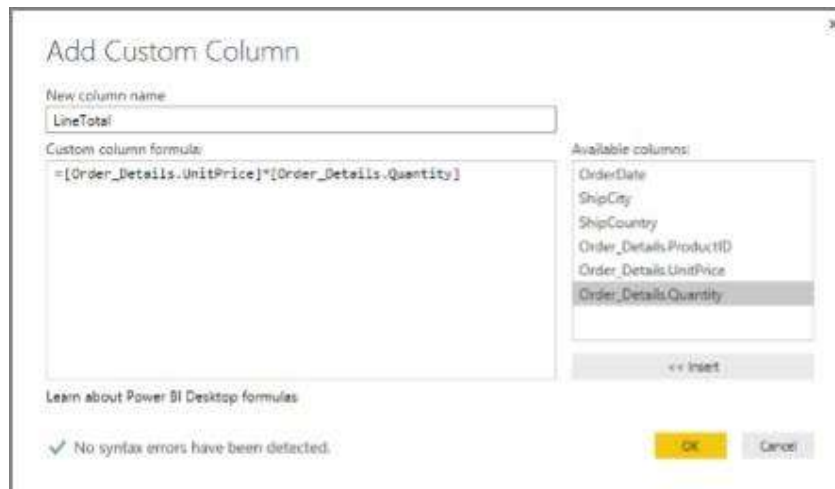 Add Custom Column
New column name
LineTotal
Custom column formula:
=[Order_Details.UnitPrice]*[Order_Details.Quantity]
Available columns:
OrderDate
ShipCity
ShipCountry
Order_Details.ProductID
Order_Details.UnitPrice
Order_Details.Quantity
<< Insert
Learn about Power BI Desktop formulas
✓ No syntax errors have been detected.
OK
Cancel